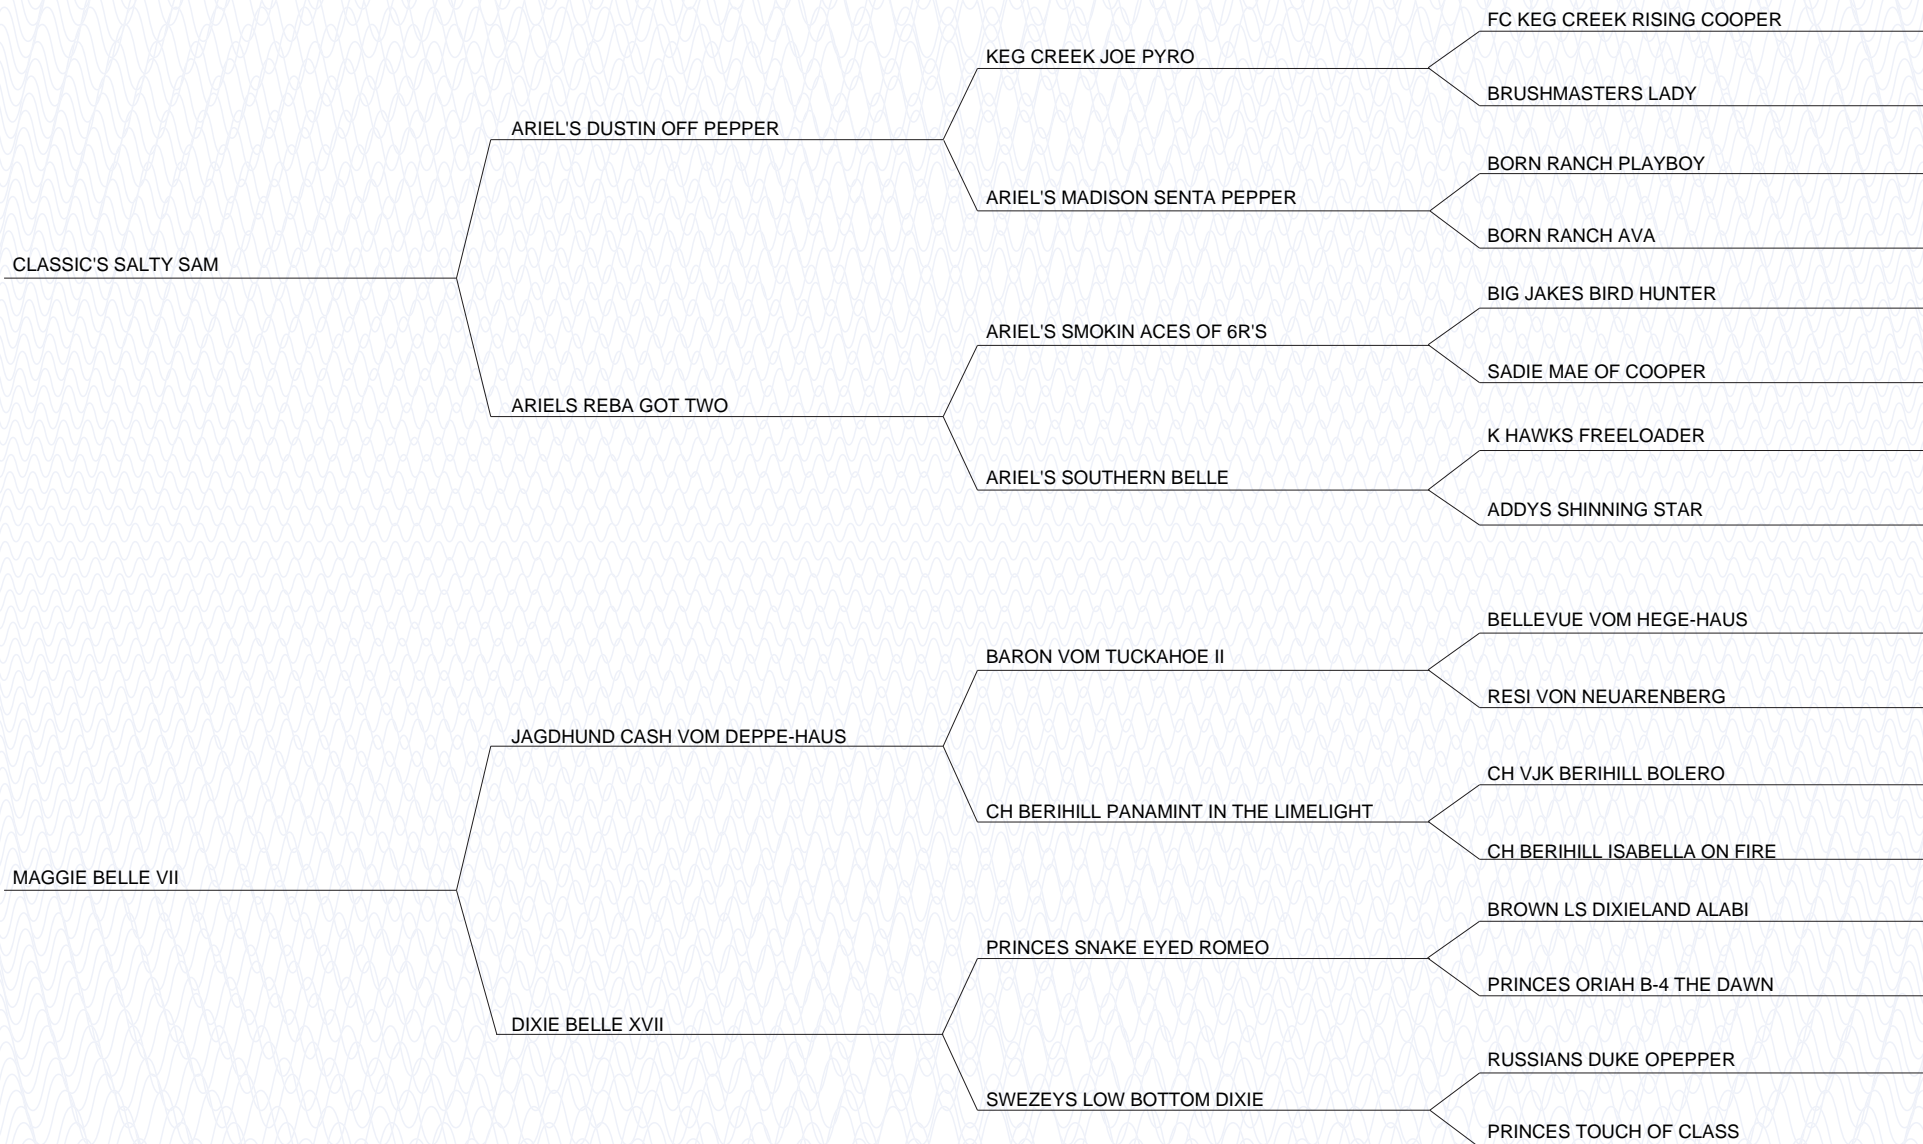 FC KEG CREEK RISING COOPER
KEG CREEK JOE PYRO
BRUSHMASTERS LADY
ARIEL'S DUSTIN OFF PEPPER
BORN RANCH PLAYBOY
ARIEL'S MADISON SENTA PEPPER
BORN RANCH AVA
CLASSIC'S SALTY SAM
BIG JAKES BIRD HUNTER
ARIEL'S SMOKIN ACES OF 6R'S
SADIE MAE OF COOPER
ARIELS REBA GOT TWO
K HAWKS FREELOADER
ARIEL'S SOUTHERN BELLE
ADDYS SHINNING STAR
BELLEVUE VOM HEGE-HAUS
BARON VOM TUCKAHOE II
RESI VON NEUARENBERG
JAGDHUND CASH VOM DEPPE-HAUS
CH VJK BERIHILL BOLERO
CH BERIHILL PANAMINT IN THE LIMELIGHT
CH BERIHILL ISABELLA ON FIRE
MAGGIE BELLE VII
BROWN LS DIXIELAND ALABI
PRINCES SNAKE EYED ROMEO
PRINCES ORIAH B-4 THE DAWN
DIXIE BELLE XVII
RUSSIANS DUKE OPEPPER
SWEZEYS LOW BOTTOM DIXIE
PRINCES TOUCH OF CLASS